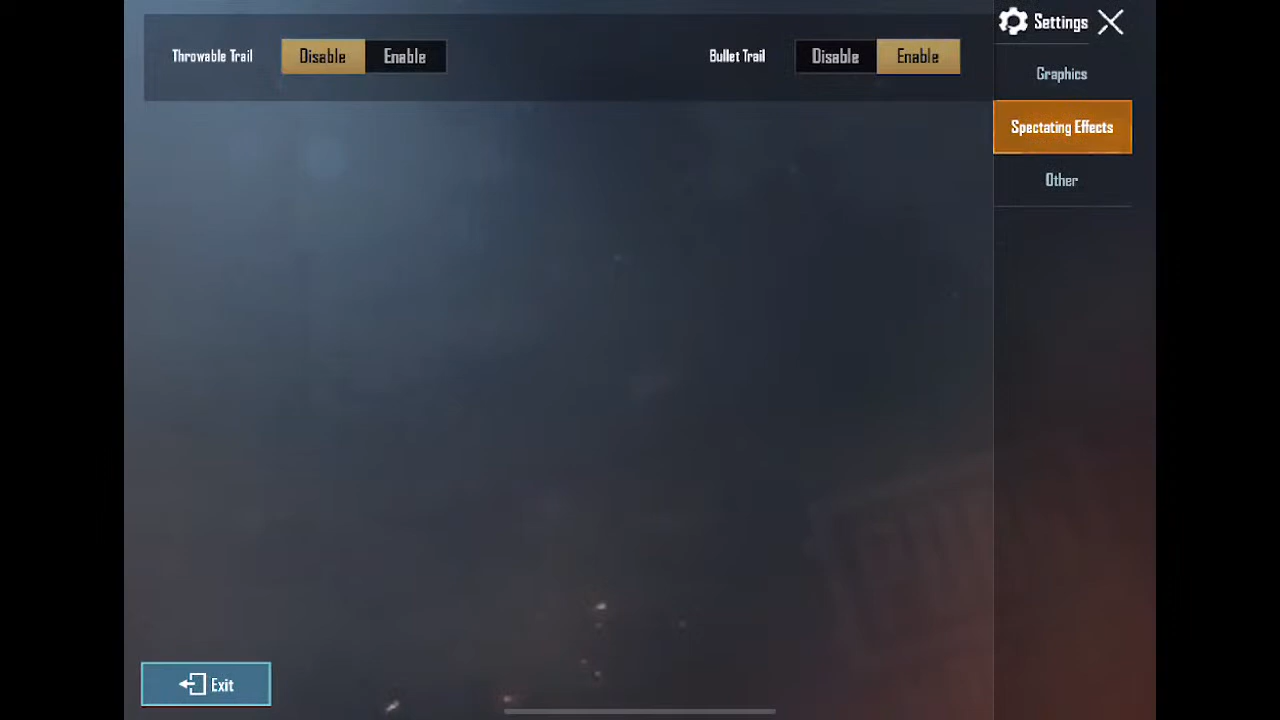 Throwable Trail Disable Enable Bullet Trail Disable Enable
Settings
Graphics
Spectating Effects
Other
Exit